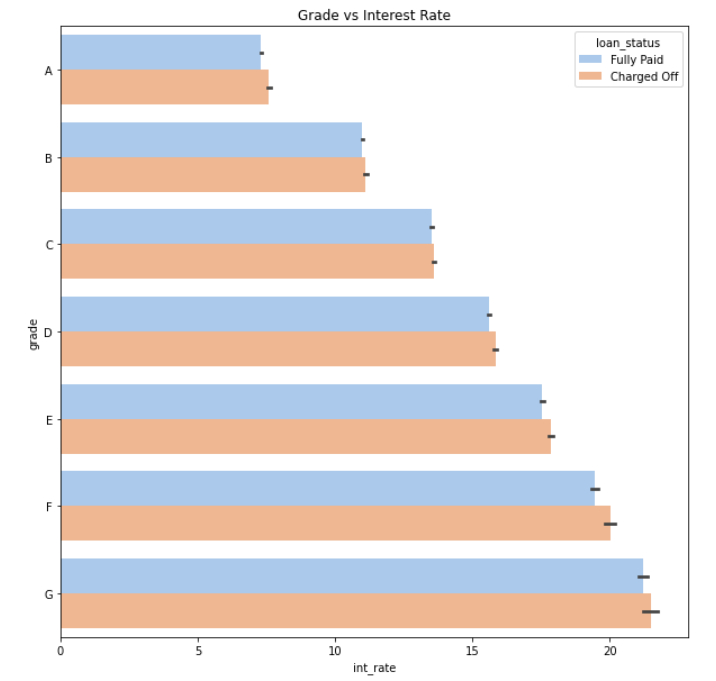 Grade vs Interest Rate
loan_status
Fully Paid
Charged Off
A
B
C
D
E
F
G
grade
0 5 10 15 20
int_rate